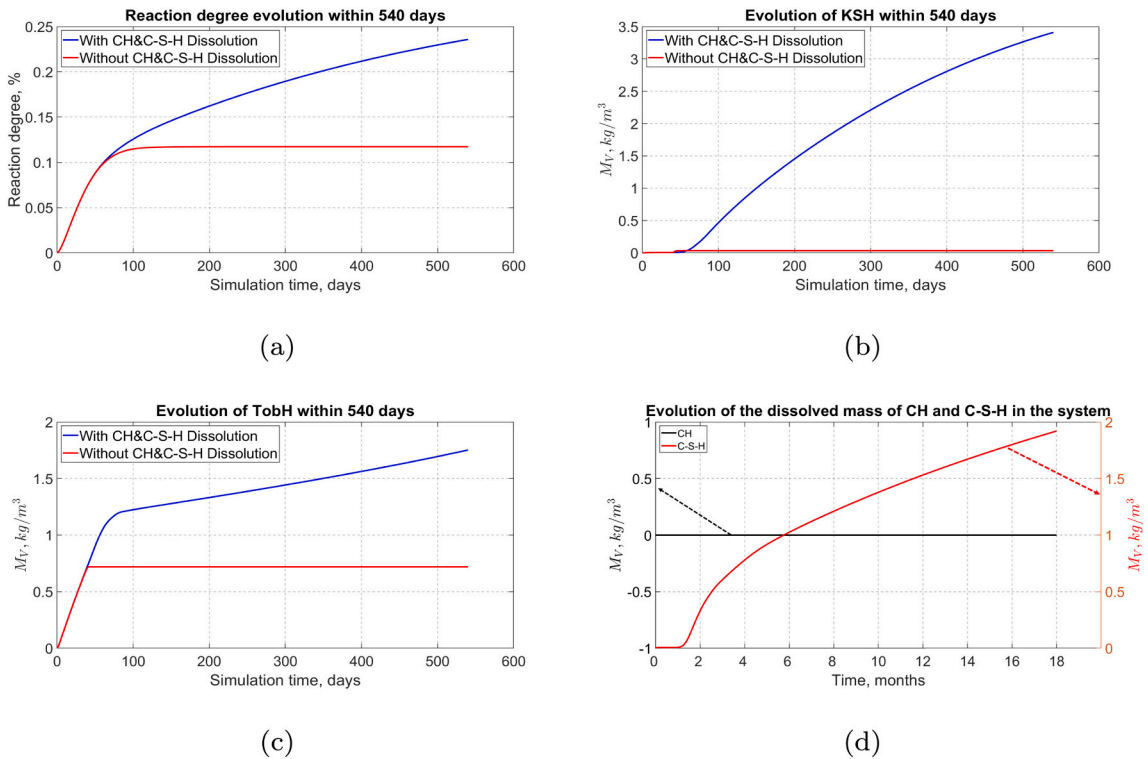 Reaction degree evolution within 540 days
0.25
0.2
0.15
0.1
0.05
0
Reaction degree, %
With CH&C-S-H Dissolution
Without CH&C-S-H Dissolution
0 100 200 300 400 500 600
Simulation time, days
(a)
Evolution of KSH within 540 days
3.5
3
2.5
2
1.5
1
0.5
0
M_V, kg/m^3
With CH&C-S-H Dissolution
Without CH&C-S-H Dissolution
0 100 200 300 400 500 600
Simulation time, days
(b)
Evolution of TobH within 540 days
2
1.5
1
0.5
0
M_V, kg/m^3
With CH&C-S-H Dissolution
Without CH&C-S-H Dissolution
0 100 200 300 400 500 600
Simulation time, days
(c)
Evolution of the dissolved mass of CH and C-S-H in the system
1
0.5
0
-0.5
-1
M_V, kg/m^3
CH
C-S-H
2
1.5
1
0.5
0
M_V, kg/m^3
0 2 4 6 8 10 12 14 16 18
Time, months
(d)